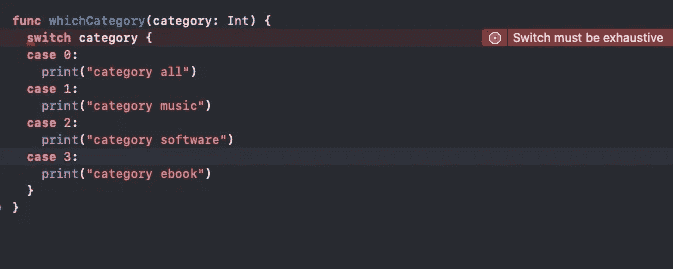 func whichCategory(category: Int) {
switch category {
Switch must be exhaustive
case 0:
print("category all")
case 1:
print("category music")
case 2:
print("category software")
case 3:
print("category ebook")
}
}